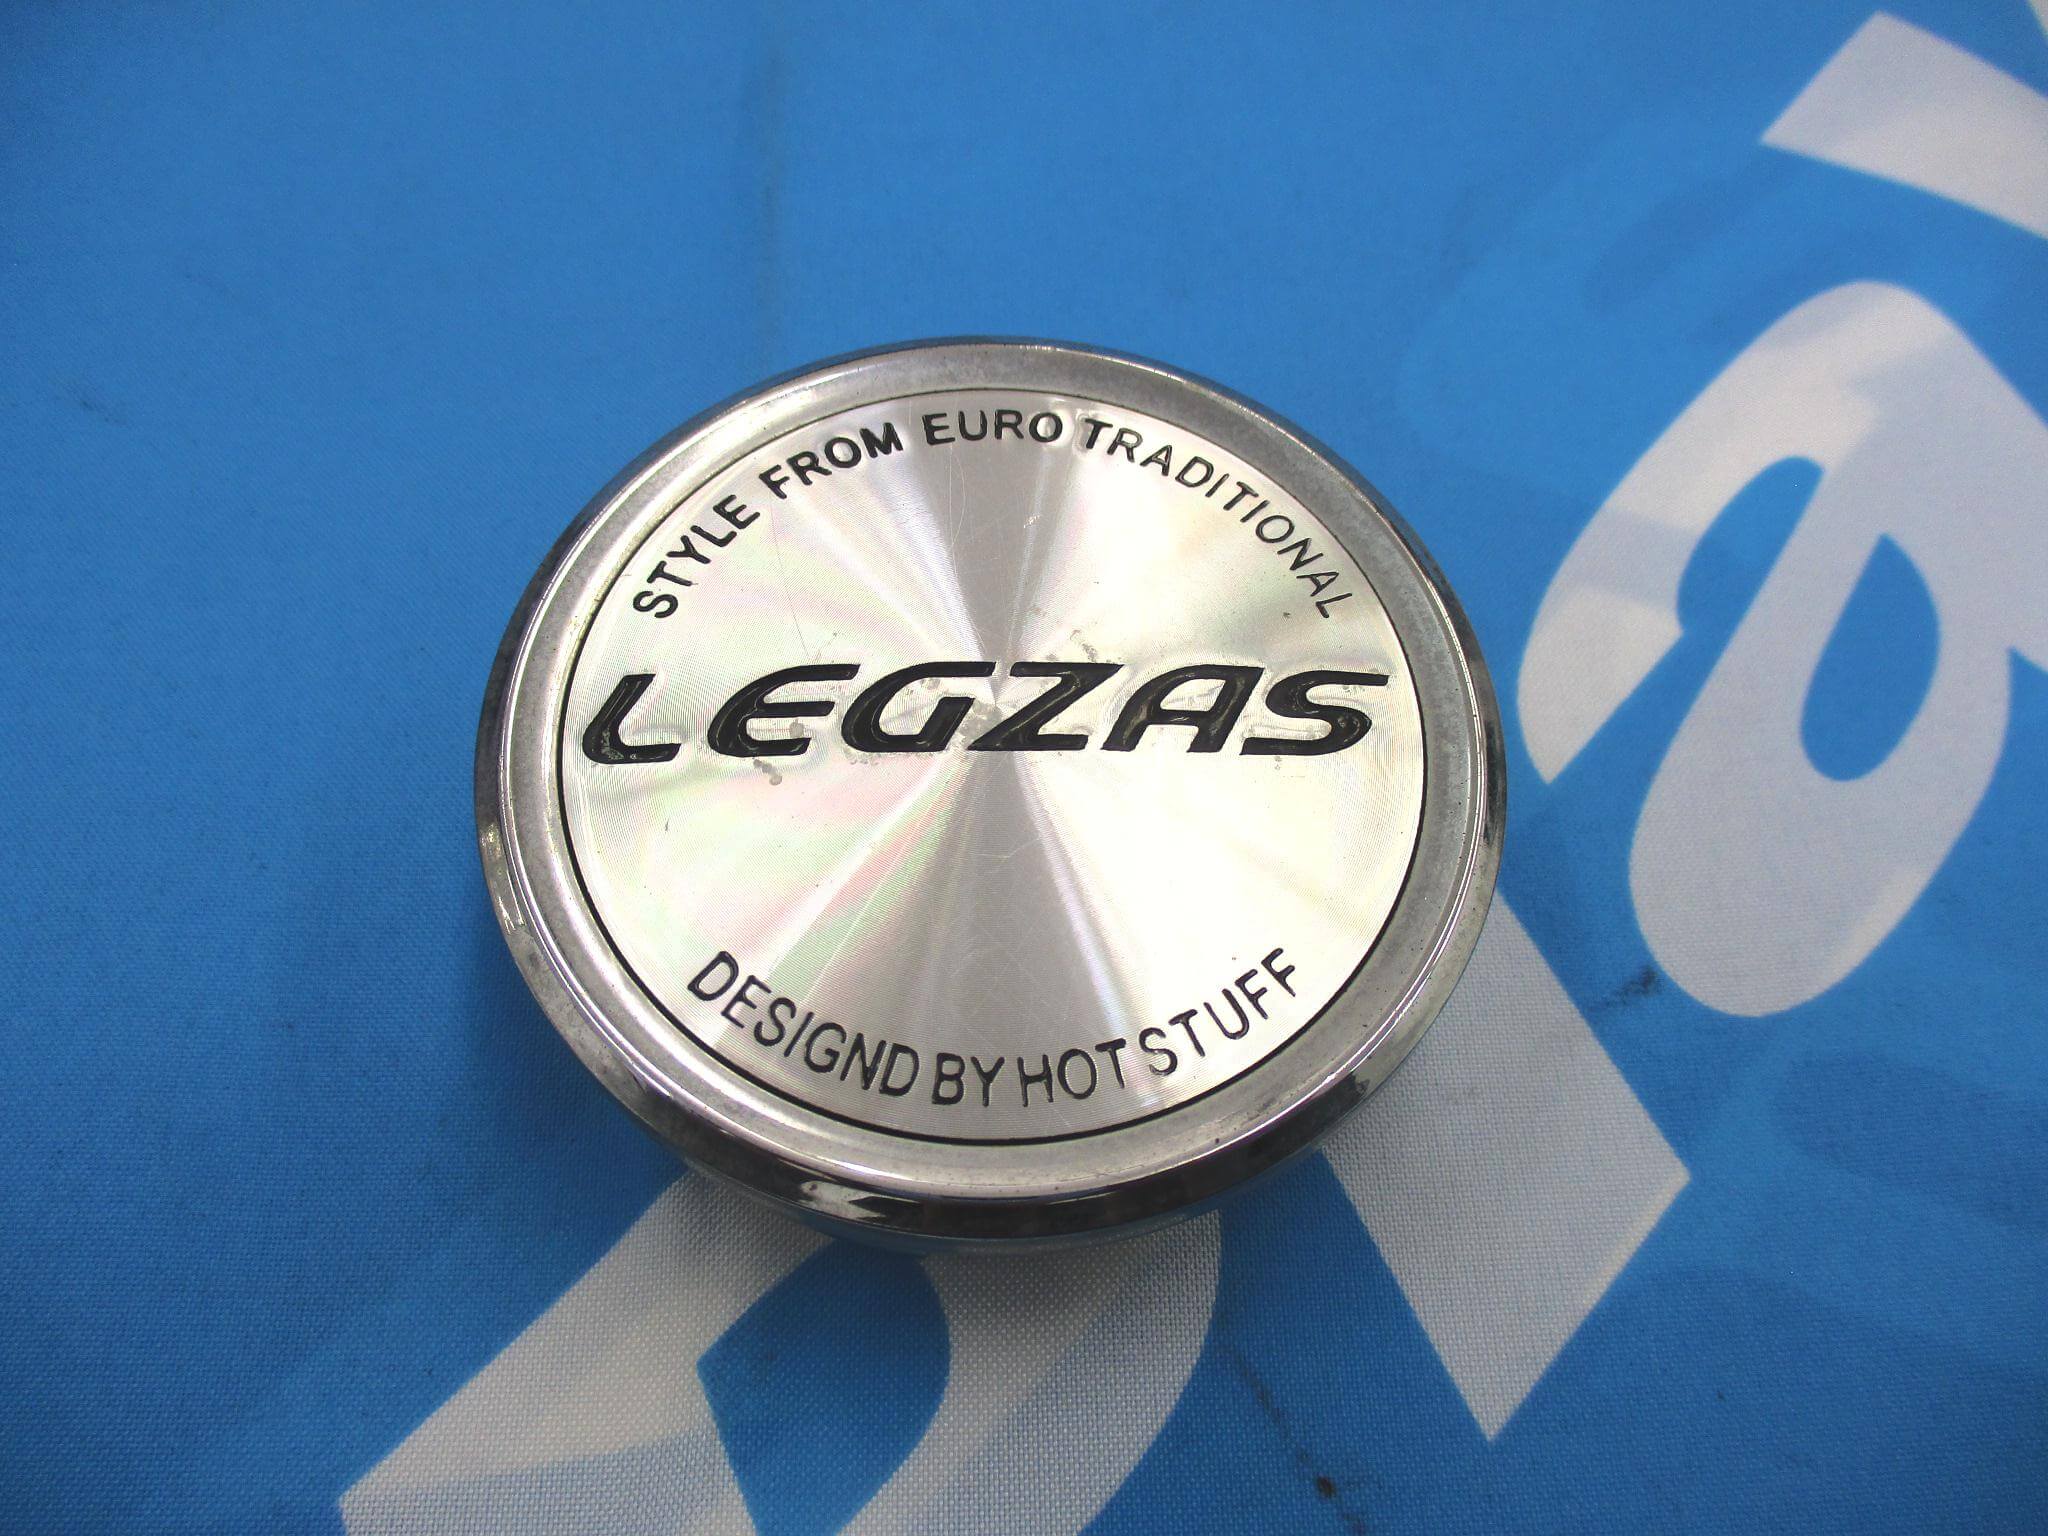 STYLE FROM EURO TRADITIONAL
LEGZAS
DESIGND BY HOT STUFF